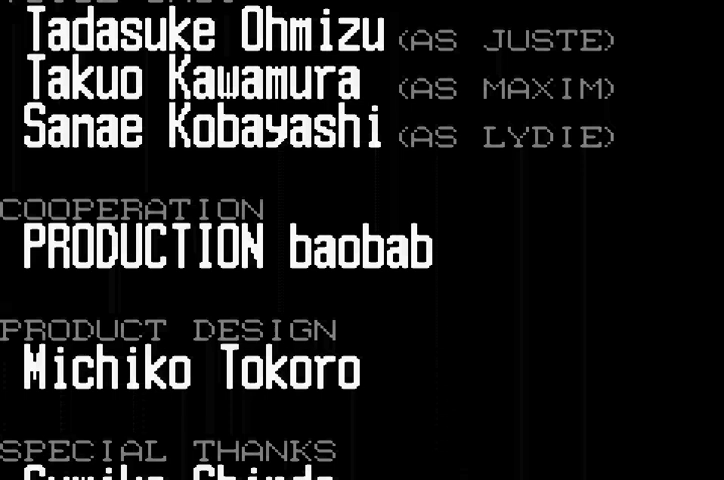 Tadasuke Ohmizu (AS JUSTE)
Takuo Kawamura (AS MAXIM)
Sanae Kobayashi (AS LYDIE)
COOPERATION
PRODUCTION baobab
PRODUCT DESIGN
Michiko Tokoro
SPECIAL THANKS